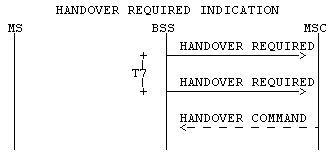 HANDOVER REQUIRED INDICATION
MS BSS MSC
HANDOVER REQUIRED
T7
HANDOVER REQUIRED
HANDOVER COMMAND